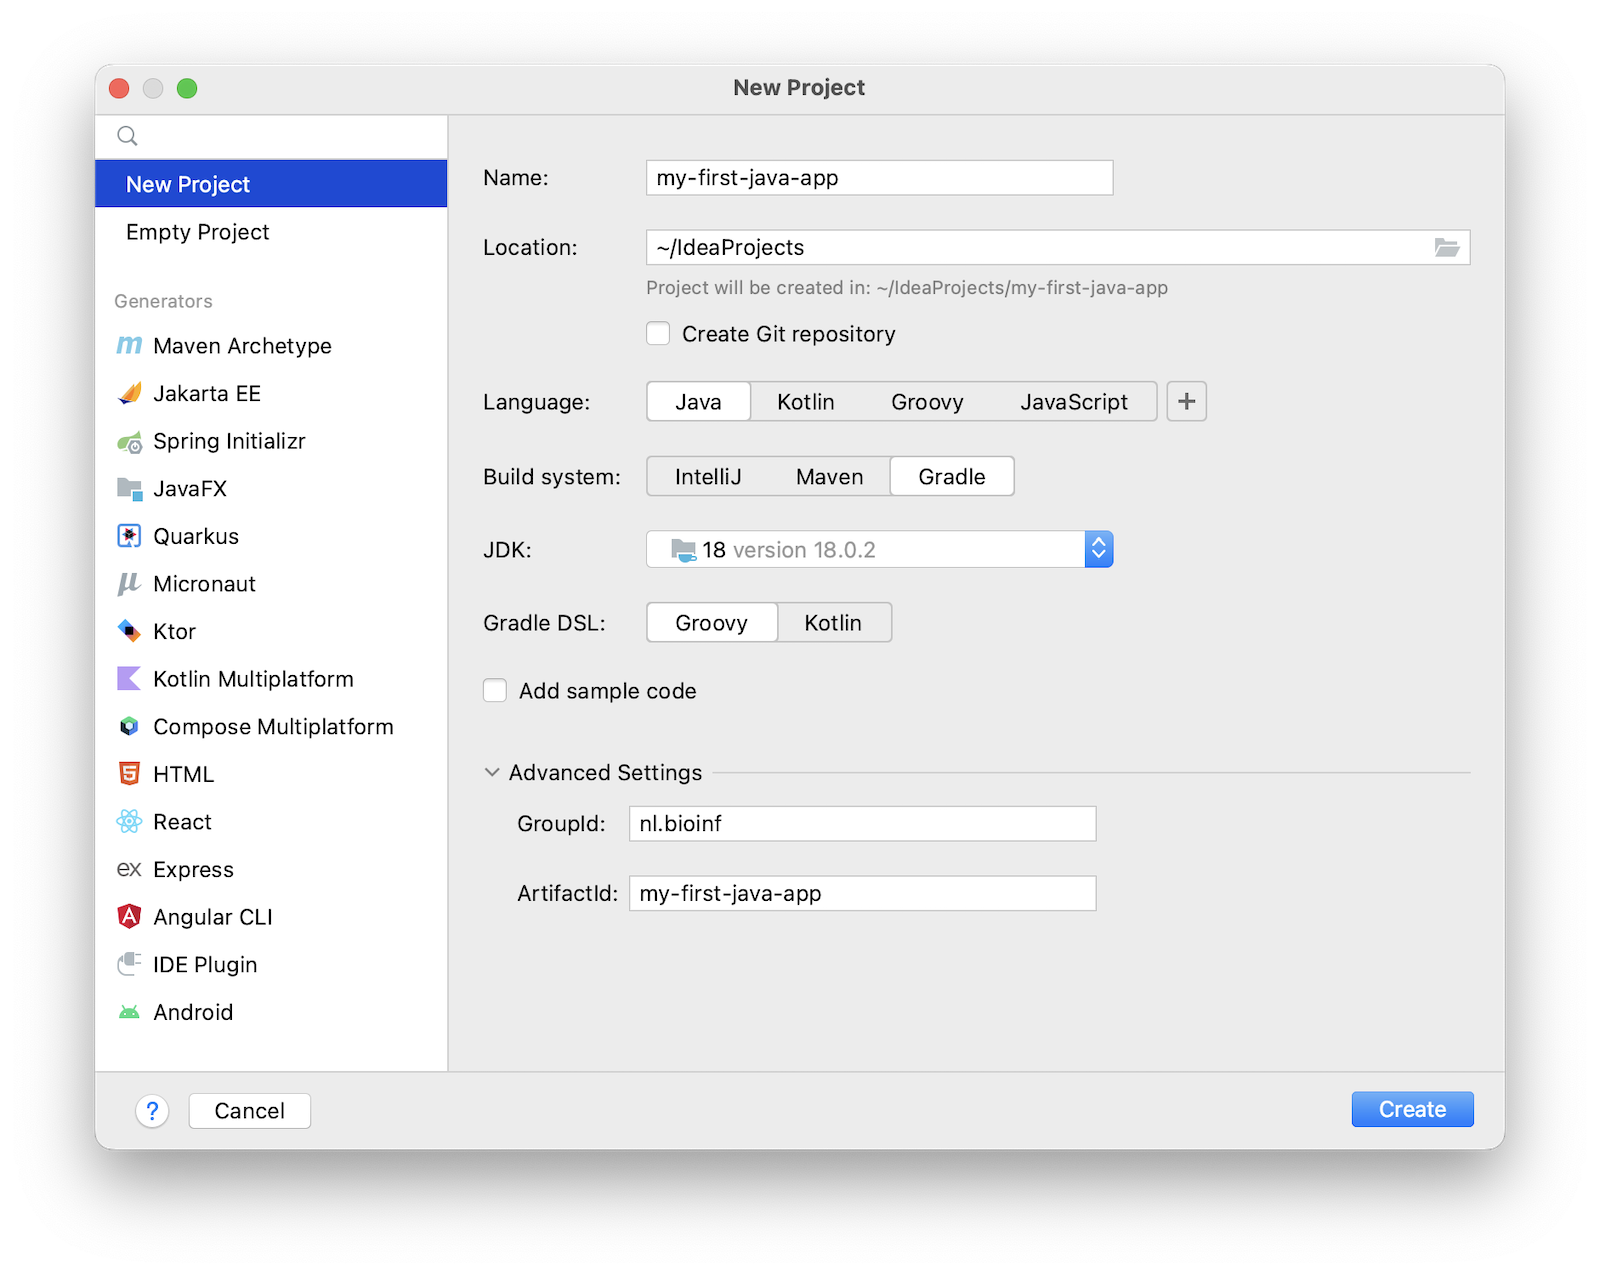 New Project
New Project
Empty Project
Generators
Maven Archetype
Jakarta EE
Spring Initializr
JavaFX
Quarkus
Micronaut
Ktor
Kotlin Multiplatform
Compose Multiplatform
HTML
React
ex Express
Angular CLI
IDE Plugin
Android
Name: my-first-java-app
Location: ~/IdeaProjects
Project will be created in: ~/IdeaProjects/my-first-java-app
Create Git repository
Language: Java Kotlin Groovy JavaScript +
Build system: IntelliJ Maven Gradle
JDK: 18 version 18.0.2
Gradle DSL: Groovy Kotlin
Add sample code
Advanced Settings
GroupId: nl.bioinf
ArtifactId: my-first-java-app
? Cancel Create